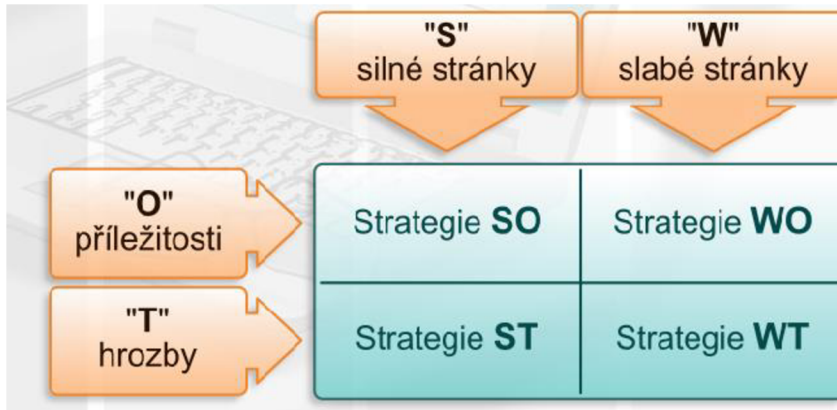 "S"
silné stránky
"W"
slabé stránky
"O"
příležitosti
Strategie SO
Strategie WO
"T"
hrozby
Strategie ST
Strategie WT